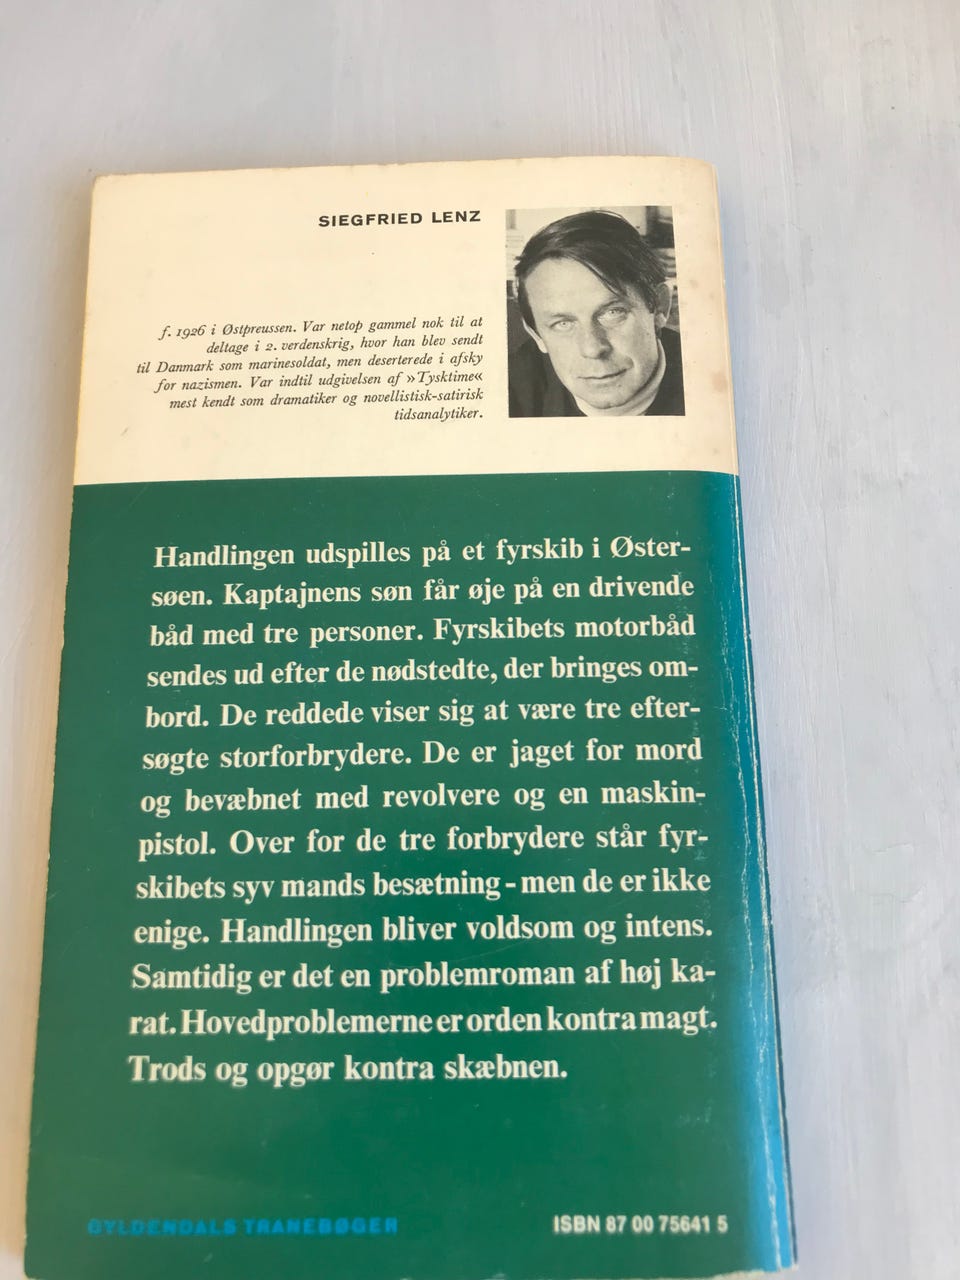 SIEGFRIED LENZ
f. 1926 i Østpreussen. Var netop gammel nok til at
deltage i 2. verdenskrig, hvor han blev sendt
til Danmark som marinesoldat, men deserterede i afsky
for nazismen. Var indtil udgivelsen af »Tysktime«
mest kendt som dramatiker og novellistisk-satirisk
tidsanalytiker.
Handlingen udspilles på et fyrskib i Øster-
søen. Kaptajnens søn får øje på en drivende
båd med tre personer. Fyrskibets motorbåd
sendes ud efter de nødstedte, der bringes om-
bord. De reddede viser sig at være tre efter-
søgte storforbrydere. De er jaget for mord
og bevæbnet med revolvere og en maskin-
pistol. Over for de tre forbrydere står fyr-
skibets syv mands besætning - men de er ikke
enige. Handlingen bliver voldsom og intens.
Samtidig er det en problemroman af høj ka-
rat. Hovedproblemerne er orden kontra magt.
Trods og opgør kontra skæbnen.
GYLDENDALS TRANEBØGER
ISBN 87 00 75641 5